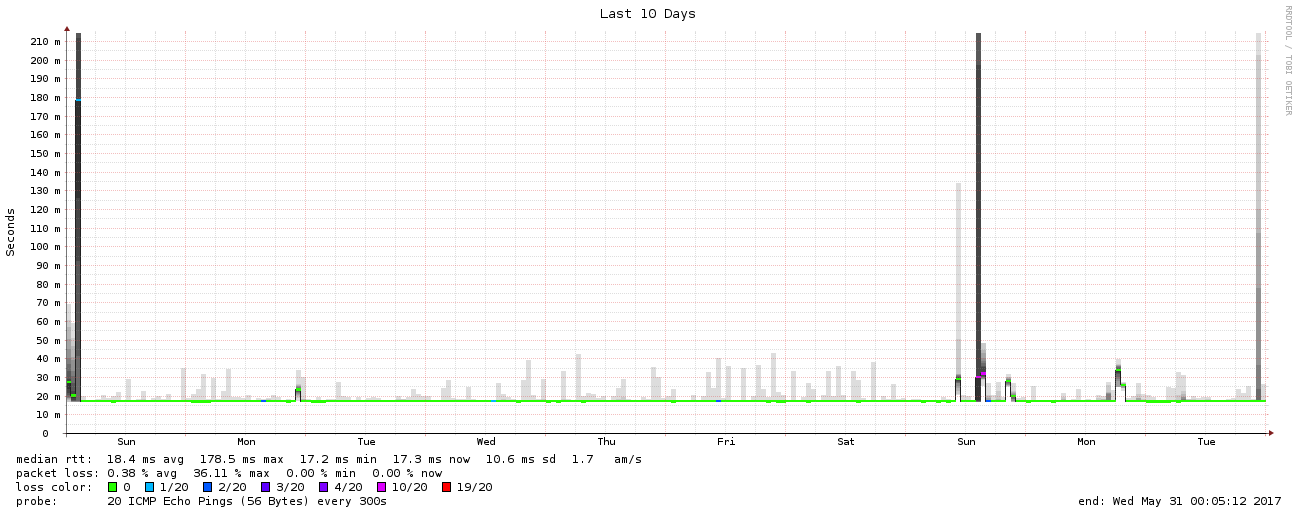 Last 10 Days
RRDTOOL / TOBI OETIKER
Seconds
210 m
200 m
190 m
180 m
170 m
160 m
150 m
140 m
130 m
120 m
110 m
100 m
90 m
80 m
70 m
60 m
50 m
40 m
30 m
20 m
10 m
0
Sun Mon Tue Wed Thu Fri Sat Sun Mon Tue
median rtt: 18.4 ms avg 178.5 ms max 17.2 ms min 17.3 ms now 10.6 ms sd 1.7 am/s
packet loss: 0.38 % avg 36.11 % max 0.00 % min 0.00 % now
loss color: 0 1/20 2/20 3/20 4/20 10/20 19/20
probe: 20 ICMP Echo Pings (56 Bytes) every 300s end: Wed May 31 00:05:12 2017